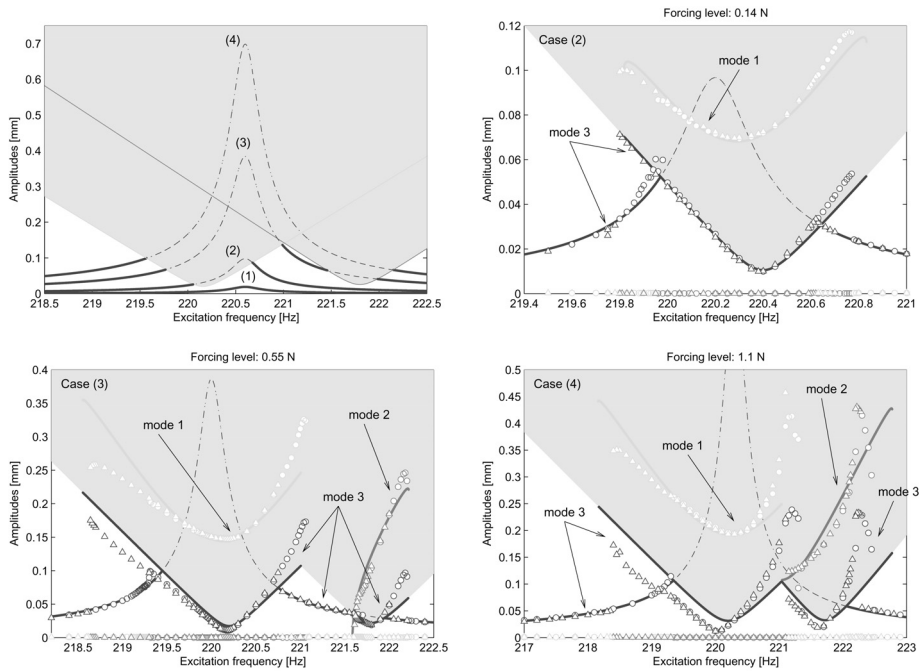 0.7
0.6
0.5
0.4
0.3
0.2
0.1
0
Amplitudes [mm]
(4)
(3)
(2)
(1)
218.5 219 219.5 220 220.5 221 221.5 222 222.5
Excitation frequency [Hz]
Forcing level: 0.14 N
Case (2)
0.12
0.1
0.08
0.06
0.04
0.02
0
Amplitudes [mm]
mode 1
mode 3
219.4 219.6 219.8 220 220.2 220.4 220.6 220.8 221
Excitation frequency [Hz]
Forcing level: 0.55 N
Case (3)
0.4
0.35
0.3
0.25
0.2
0.15
0.1
0.05
0
Amplitudes [mm]
mode 1
mode 2
mode 3
218.5 219 219.5 220 220.5 221 221.5 222 222.5
Excitation frequency [Hz]
Forcing level: 1.1 N
Case (4)
0.5
0.45
0.4
0.35
0.3
0.25
0.2
0.15
0.1
0.05
0
Amplitudes [mm]
mode 1
mode 2
mode 3
mode 3
217 218 219 220 221 222 223
Excitation frequency [Hz]